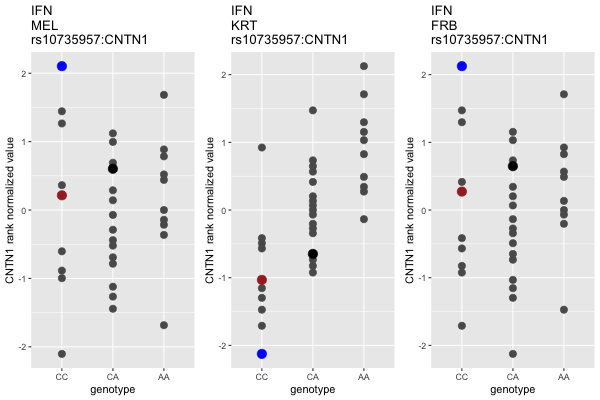 IFN
MEL
rs10735957:CNTN1
CNTN1 rank normalized value
2
1
0
-1
-2
CC
CA
AA
genotype
IFN
KRT
rs10735957:CNTN1
CNTN1 rank normalized value
2
1
0
-1
-2
CC
CA
AA
genotype
IFN
FRB
rs10735957:CNTN1
CNTN1 rank normalized value
2
1
0
-1
-2
CC
CA
AA
genotype